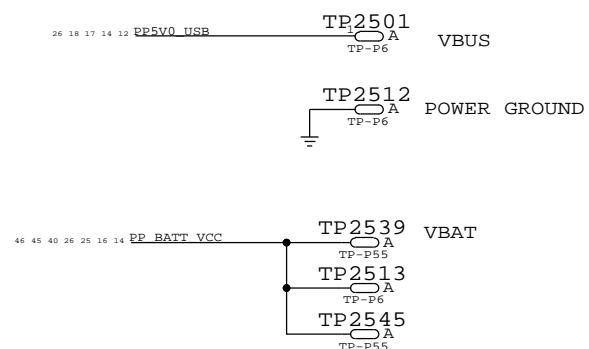 TP2501
26 18 17 14 12 PP5V0_USB 1 A VBUS
TP-P6
TP2512
A POWER GROUND
TP-P6
TP2539
46 45 40 26 25 16 14 PP_BATT_VCC A VBAT
TP-P55
TP2513
A
TP-P6
TP2545
A
TP-P55